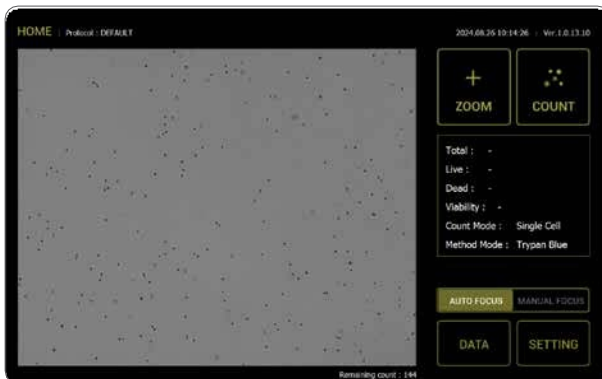 HOME | Protocol : DEFAULT
2024.08.26 10:14:26 | Ver.1.0.13.10
ZOOM
COUNT
Total : -
Live : -
Dead : -
Viability : -
Count Mode : Single Cell
Method Mode : Trypan Blue
AUTO FOCUS
MANUAL FOCUS
DATA
SETTING
Remaining count : 144